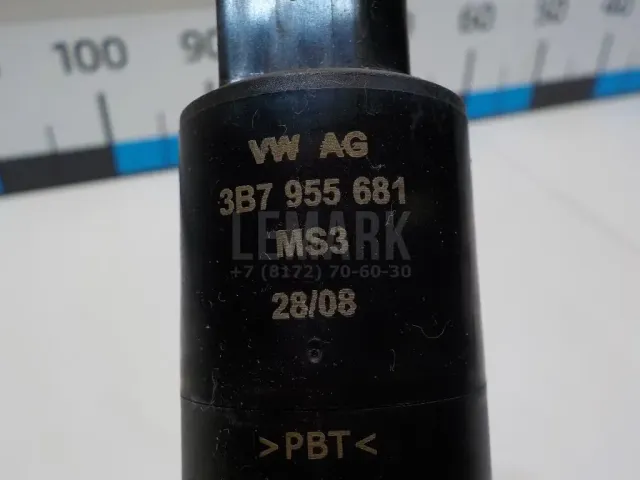 100 90 60 50 40 30
VW AG
3B7 955 681
LEMARK
MS3
+7 (8172) 70-60-30
28/08
>PBT<